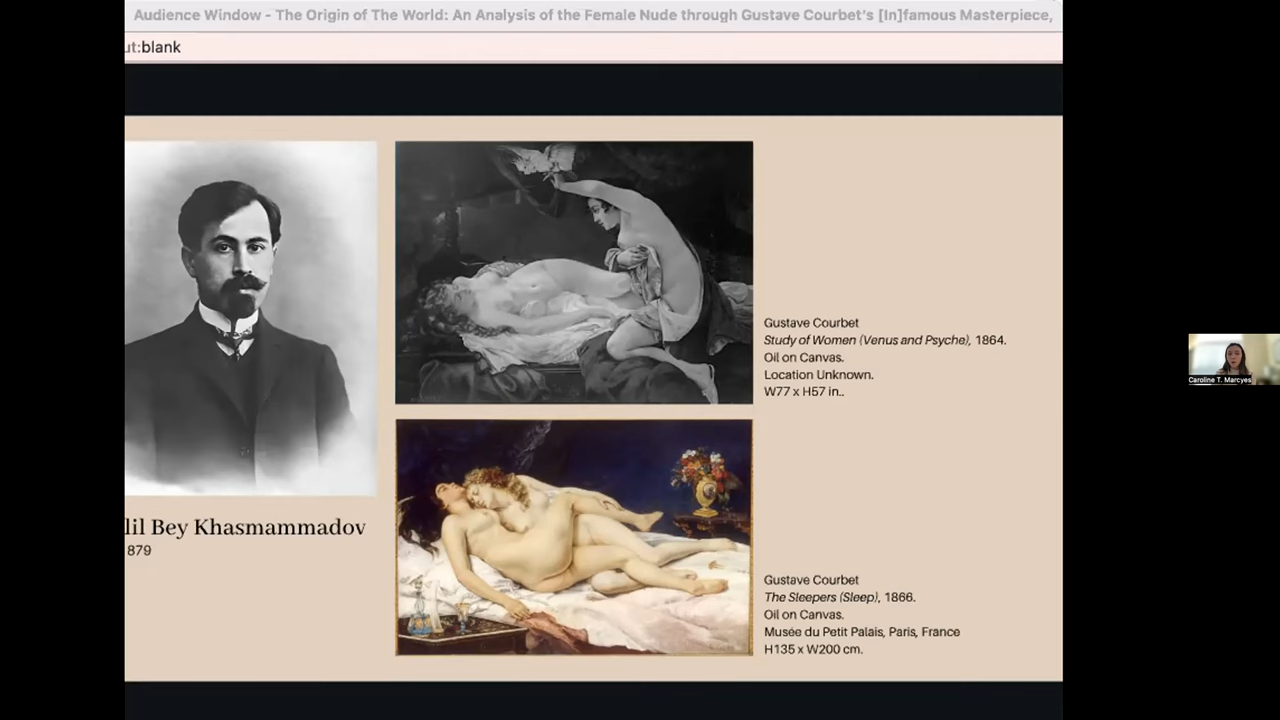 Audience Window - The Origin of The World: An Analysis of the Female Nude through Gustave Courbet's [In]famous Masterpiece,
ut:blank
Gustave Courbet
Study of Women (Venus and Psyche), 1864.
Oil on Canvas.
Location Unknown.
W77 x H57 in..
lil Bey Khasmammadov
879
Gustave Courbet
The Sleepers (Sleep), 1866.
Oil on Canvas.
Musée du Petit Palais, Paris, France
H135 x W200 cm.
Caroline T. Marcyes